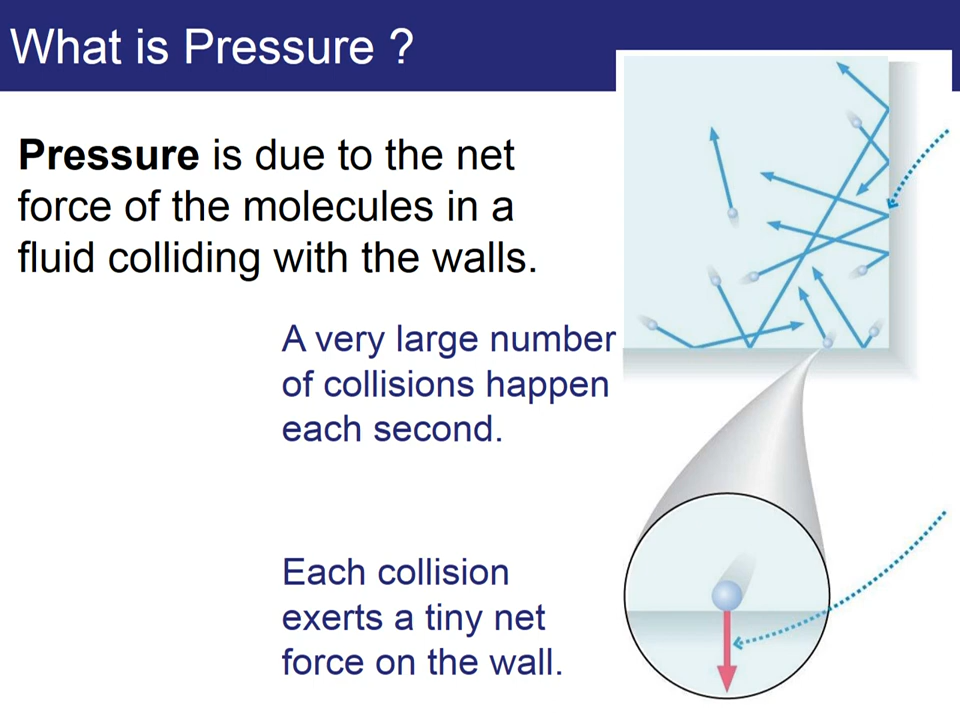 What is Pressure ?
Pressure is due to the net
force of the molecules in a
fluid colliding with the walls.
A very large number
of collisions happen
each second.
Each collision
exerts a tiny net
force on the wall.